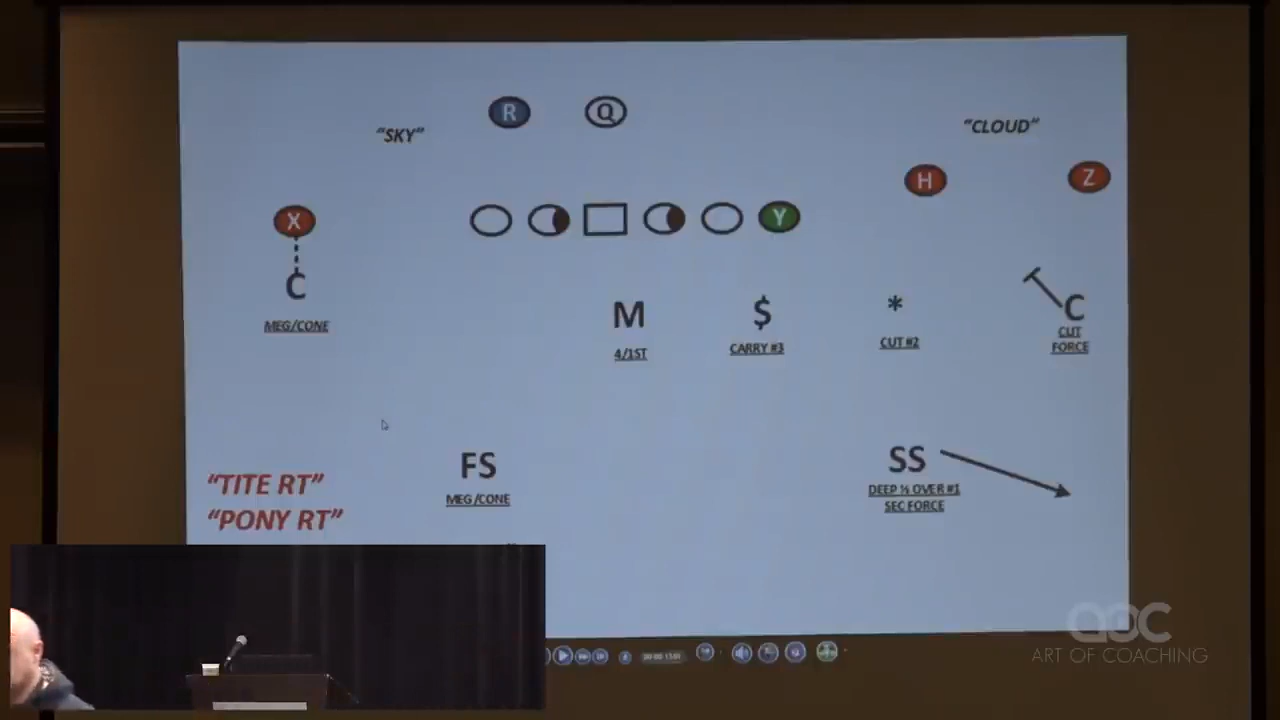 R
Q
"SKY"
"CLOUD"
X
Y
H
Z
C
MEG/CONE
M
4/1ST
$
CARRY #3
*
CUT #2
C
CUT
FORCE
FS
MEG/CONE
SS
DEEP ½ OVER #1
SEC FORCE
"TITE RT"
"PONY RT"
aoc
ART OF COACHING